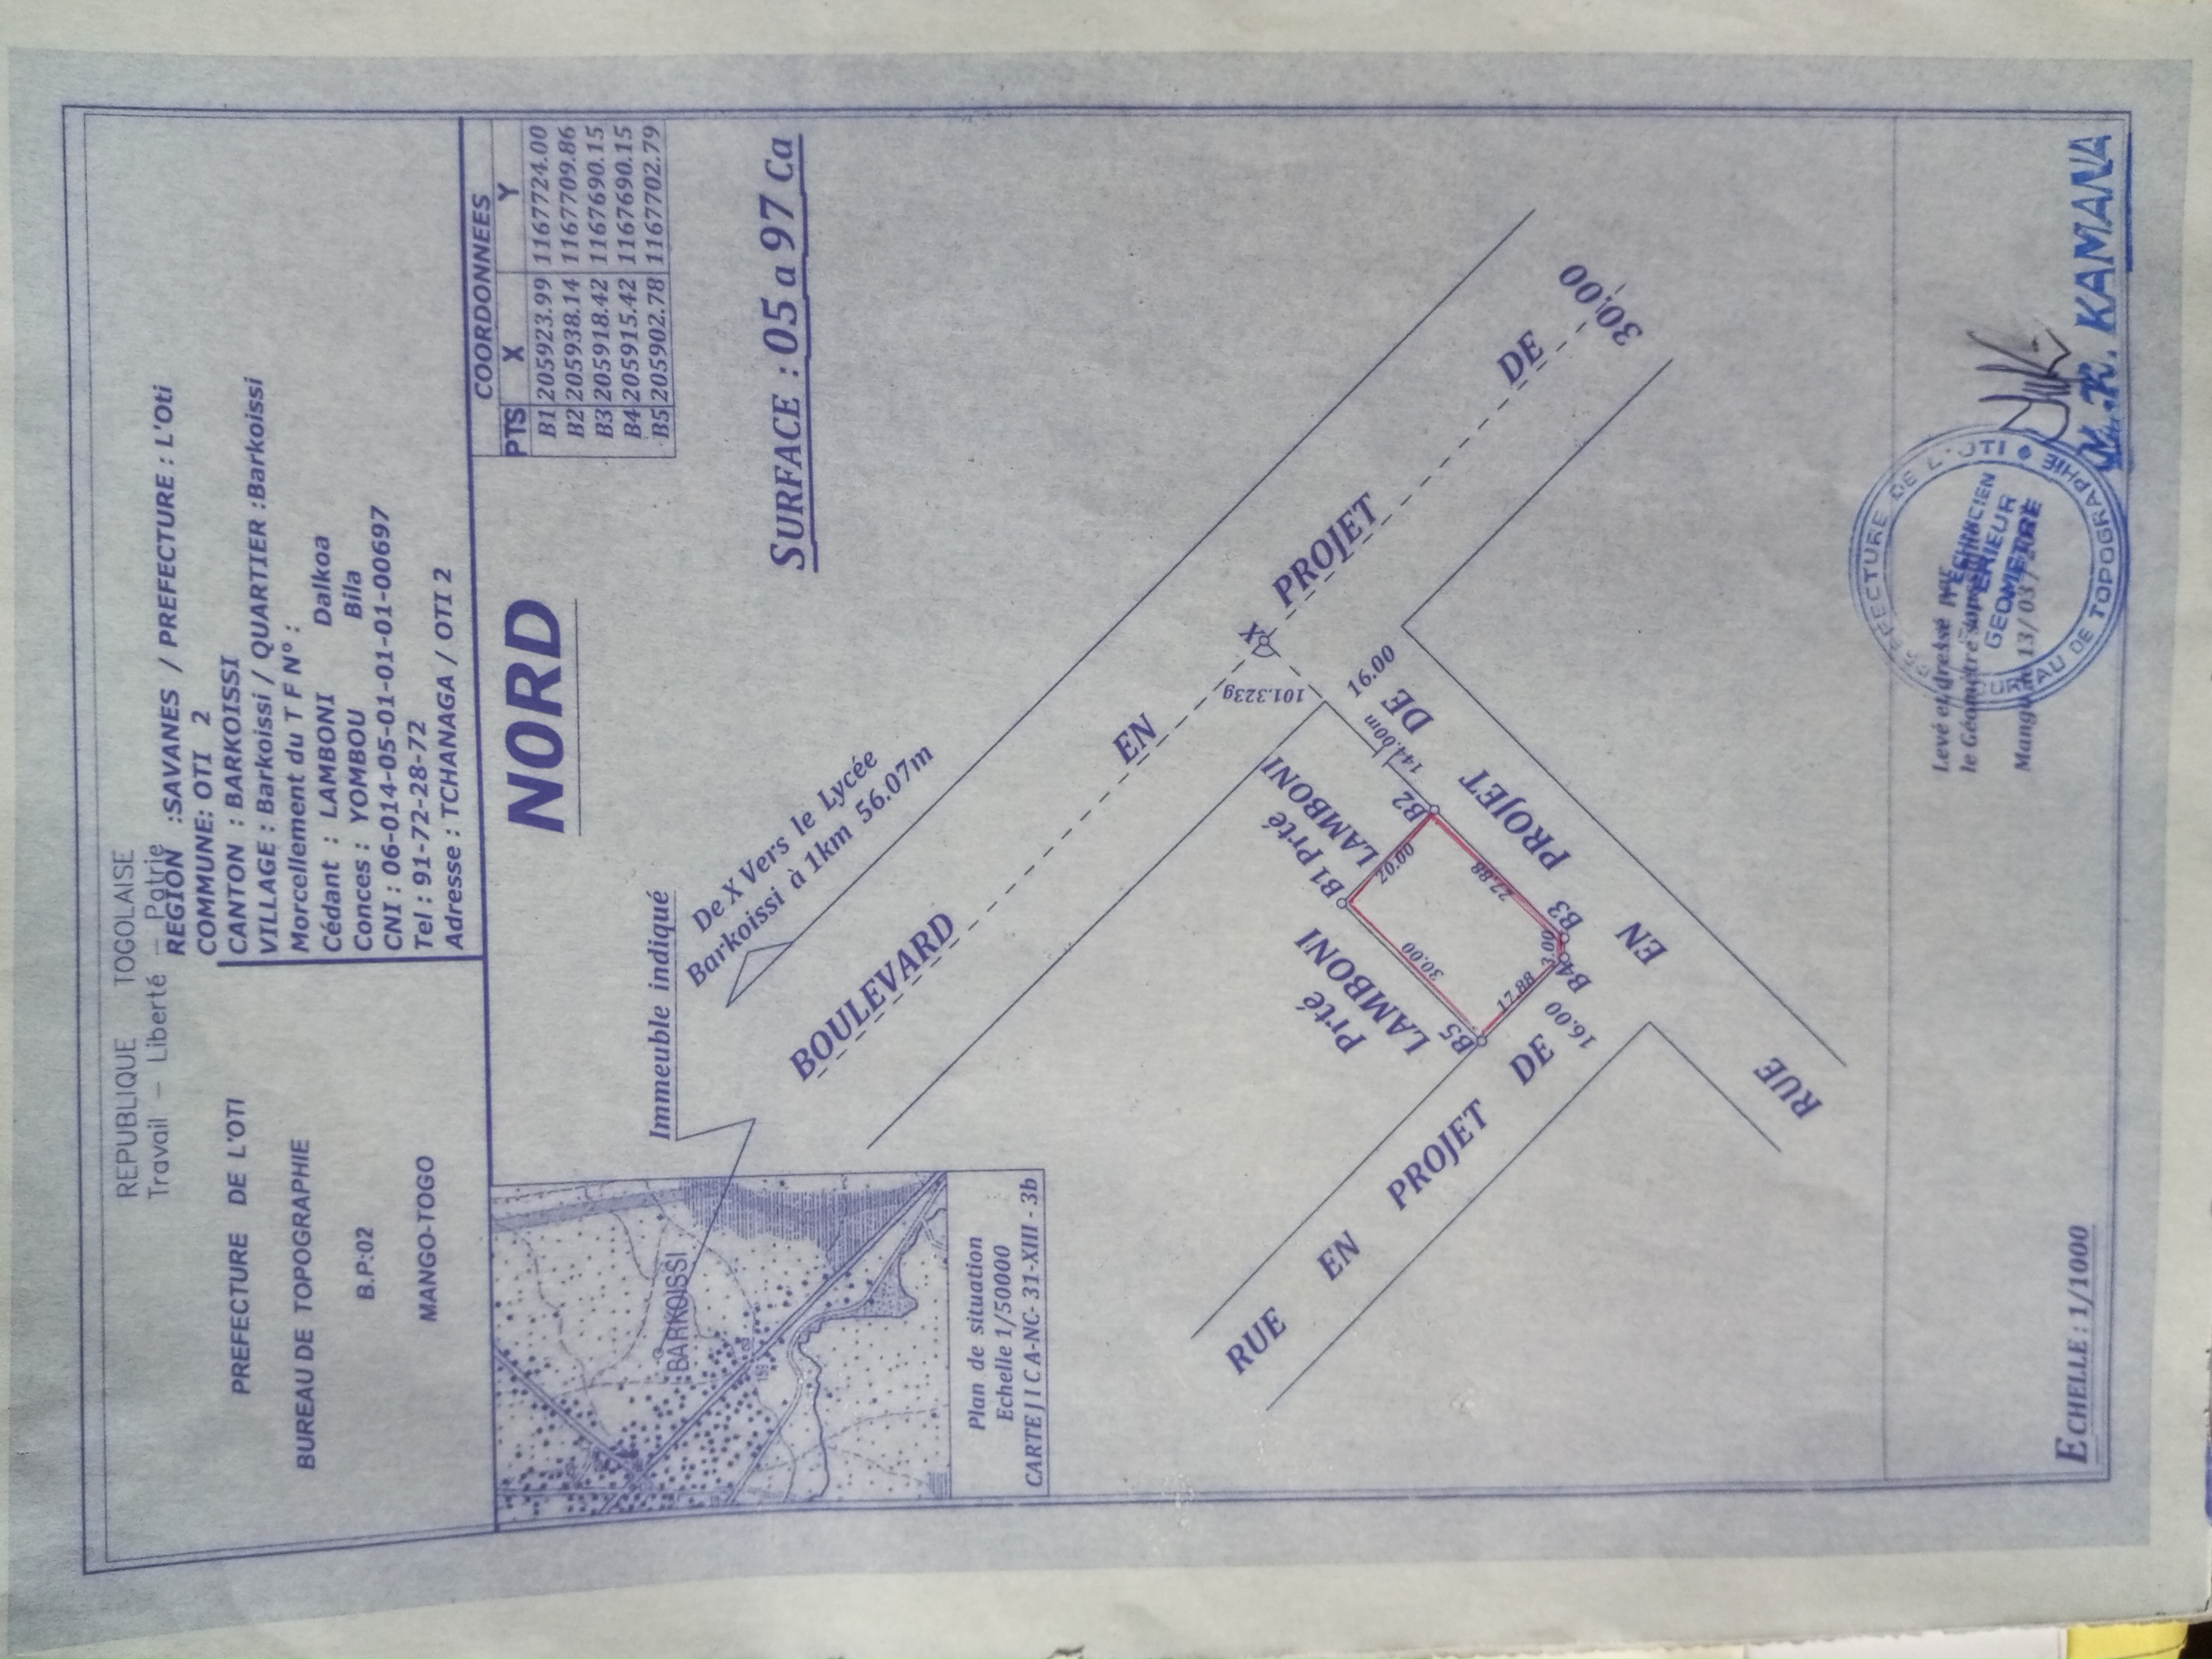 REPUBLIQUE TOGOLAISE
Travail – Liberté – Patrie
PREFECTURE DE L'OTI
BUREAU DE TOPOGRAPHIE
B.P:02
MANGO-TOGO
REGION :SAVANES / PREFECTURE : L'Oti
COMMUNE: OTI 2
CANTON : BARKOISSI
VILLAGE : Barkoissi / QUARTIER :Barkoissi
Morcellement du T F N° :
Cédant : LAMBONI Dalkoa
Conces : YOMBOU Bila
CNI : 06-014-05-01-01-01-00697
Tel : 91-72-28-72
Adresse : TCHANAGA / OTI 2
COORDONNEES
PTS X Y
B1 205923.99 1167724.00
B2 205938.14 1167709.86
B3 205918.42 1167690.15
B4 205915.42 1167690.15
B5 205902.78 1167702.79
NORD
SURFACE : 05 a 97 Ca
Immeuble indiqué
BARKOISSI
159
Plan de situation
Echelle 1/50000
CARTE J I C A-NC- 31-XIII - 3b
De X Vers le Lycée
Barkoissi à 1km 56.07m
BOULEVARD EN PROJET DE 30.00
X
101.323g
144.00m
Prté
LAMBONI
Prté
LAMBONI
B1
B2
B3
B4
B5
20.00
27.88
3.00
17.88
30.00
RUE EN PROJET DE 16.00
RUE EN PROJET DE 16.00
Levé et dressé par
le Géomètre
Mango 13/03/
PREFECTURE DE L'OTI
BUREAU DE TOPOGRAPHIE
TECHNICIEN
SUPERIEUR
GEOMETRE
N.K. KAMANA
ECHELLE : 1/1000